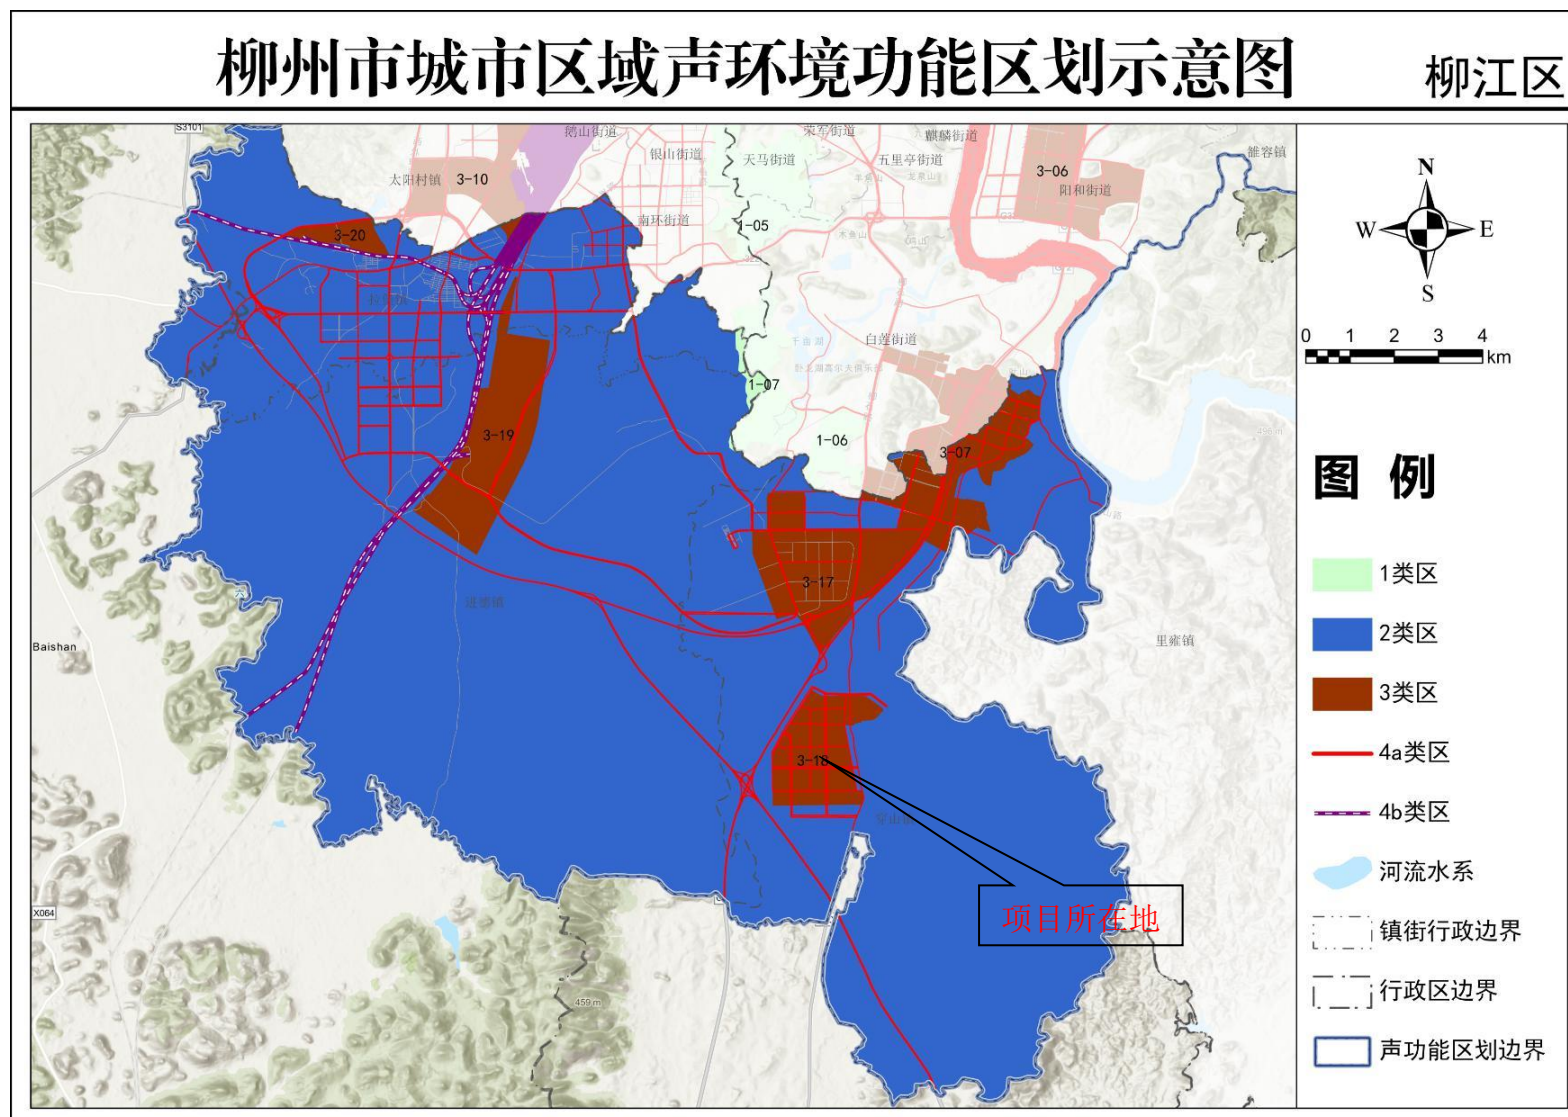 柳州市城市区域声环境功能区划示意图
柳江区
S3101
鹅山街道
荣军街道
麒麟街道
银山街道
天马街道
五里亭街道
雒容镇
太阳村镇
3-10
3-06
阳和街道
南环街道
1-05
3-20
木鱼山
白莲街道
千亩湖
1-07
3-19
1-06
3-07
3-17
进德镇
里雍镇
Baishan
3-18
穿山镇
项目所在地
X064
459 m
N
W
E
S
0 1 2 3 4
km
图 例
1类区
2类区
3类区
4a类区
4b类区
河流水系
镇街行政边界
行政区边界
声功能区划边界